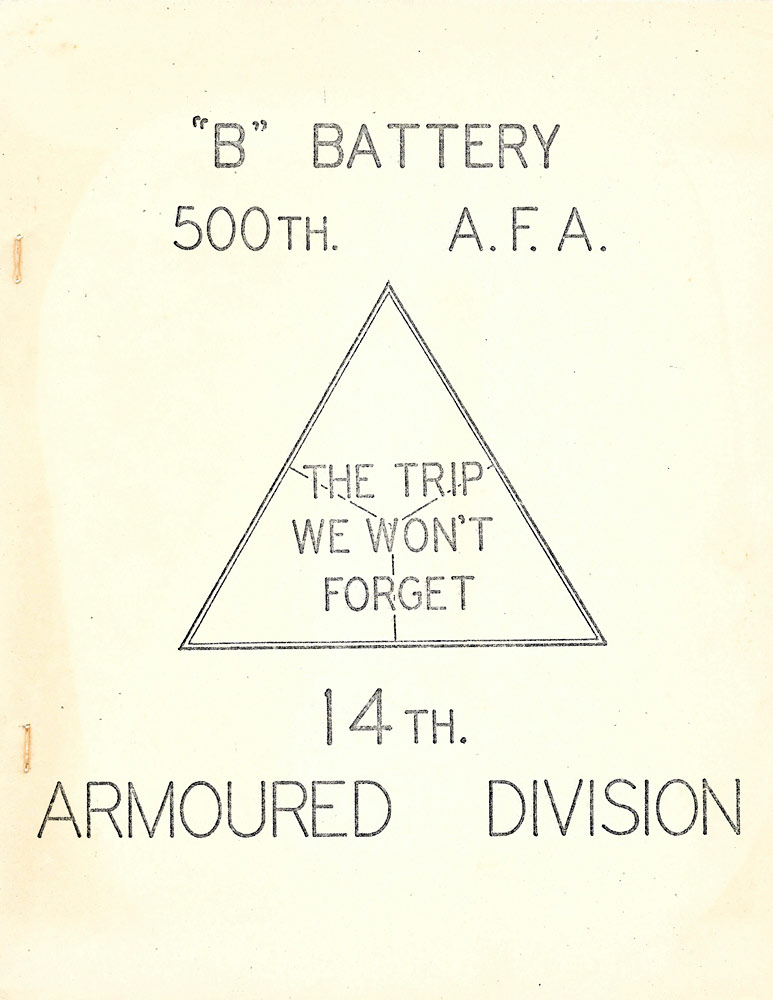 “B” BATTERY
500TH. A.F.A.
THE TRIP
WE WON'T
FORGET
14TH.
ARMOURED DIVISION